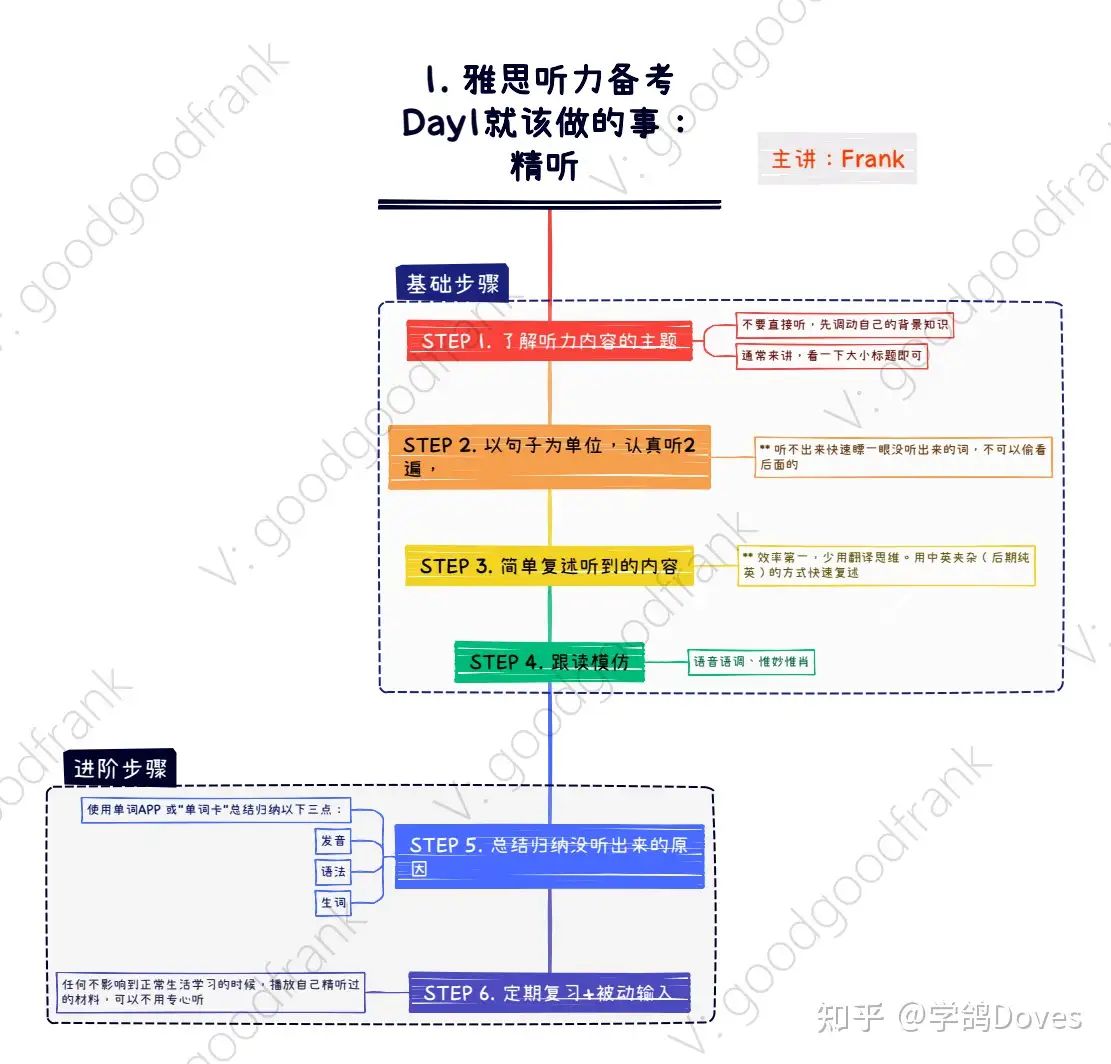 1. 雅思听力备考
Day1就该做的事：
精听
主讲：Frank
基础步骤
STEP 1. 了解听力内容的主题
不要直接听，先调动自己的背景知识
通常来讲，看一下大小标题即可
STEP 2. 以句子为单位，认真听2
遍，
** 听不出来快速瞟一眼没听出来的词，不可以偷看
后面的
STEP 3. 简单复述听到的内容
** 效率第一，少用翻译思维。用中英夹杂（后期纯
英）的方式快速复述
STEP 4. 跟读模仿
语音语调、惟妙惟肖
进阶步骤
使用单词APP 或“单词卡”总结归纳以下三点：
发音
语法
生词
STEP 5. 总结归纳没听出来的原
因
任何不影响到正常生活学习的时候，播放自己精听过
的材料，可以不用专心听
STEP 6. 定期复习+被动输入
V: goodgoodfrank
V: goodgoodfrank
V: goodgoodfrank
V: goodgoodfrank
V: goodgoodfrank
V: goodgoodfrank
知乎 @学鸽Doves